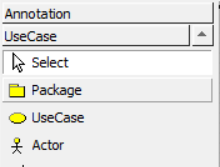 Annotation
UseCase
Select
Package
UseCase
Actor